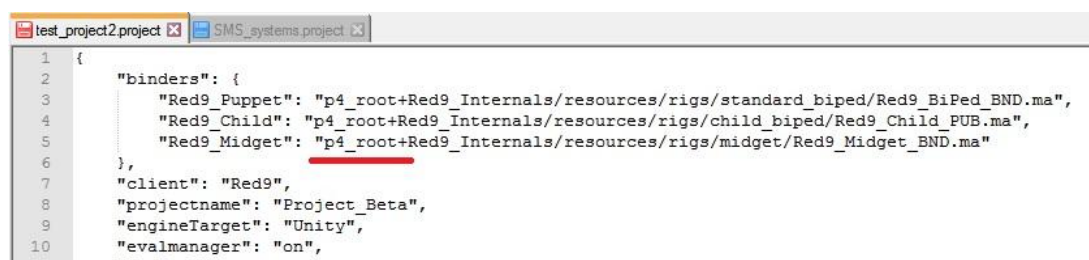 test_project2.project SMS_systems.project
1 {
2 "binders": {
3 "Red9_Puppet": "p4_root+Red9_Internals/resources/rigs/standard_biped/Red9_BiPed_BND.ma",
4 "Red9_Child": "p4_root+Red9_Internals/resources/rigs/child_biped/Red9_Child_PUB.ma",
5 "Red9_Midget": "p4_root+Red9_Internals/resources/rigs/midget/Red9_Midget_BND.ma"
6 },
7 "client": "Red9",
8 "projectname": "Project_Beta",
9 "engineTarget": "Unity",
10 "evalmanager": "on",